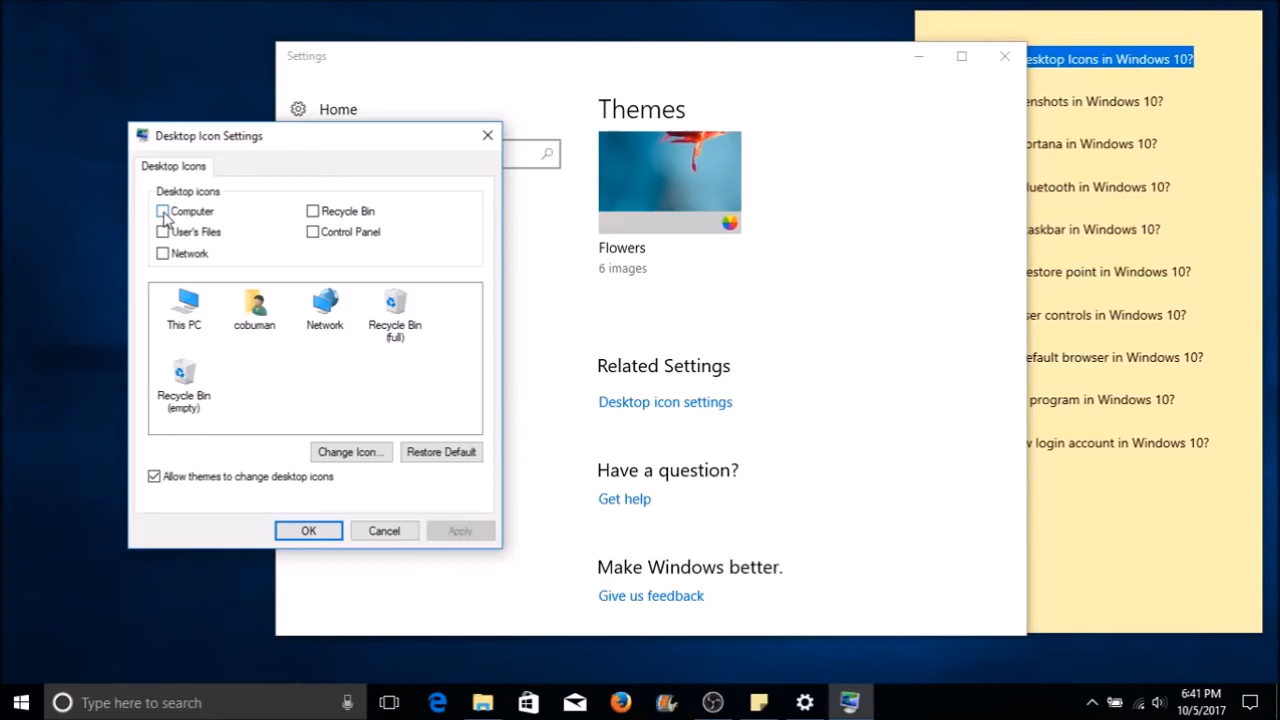 Settings
Home
Themes
Flowers
6 images
Related Settings
Desktop icon settings
Have a question?
Get help
Make Windows better.
Give us feedback
Desktop Icon Settings
Desktop Icons
Desktop icons
Computer
Recycle Bin
User's Files
Control Panel
Network
This PC
cobuman
Network
Recycle Bin
(full)
Recycle Bin
(empty)
Change Icon...
Restore Default
Allow themes to change desktop icons
OK
Cancel
Apply
esktop Icons in Windows 10?
enshots in Windows 10?
ortana in Windows 10?
luetooth in Windows 10?
askbar in Windows 10?
estore point in Windows 10?
ser controls in Windows 10?
efault browser in Windows 10?
program in Windows 10?
w login account in Windows 10?
Type here to search
6:41 PM
10/5/2017